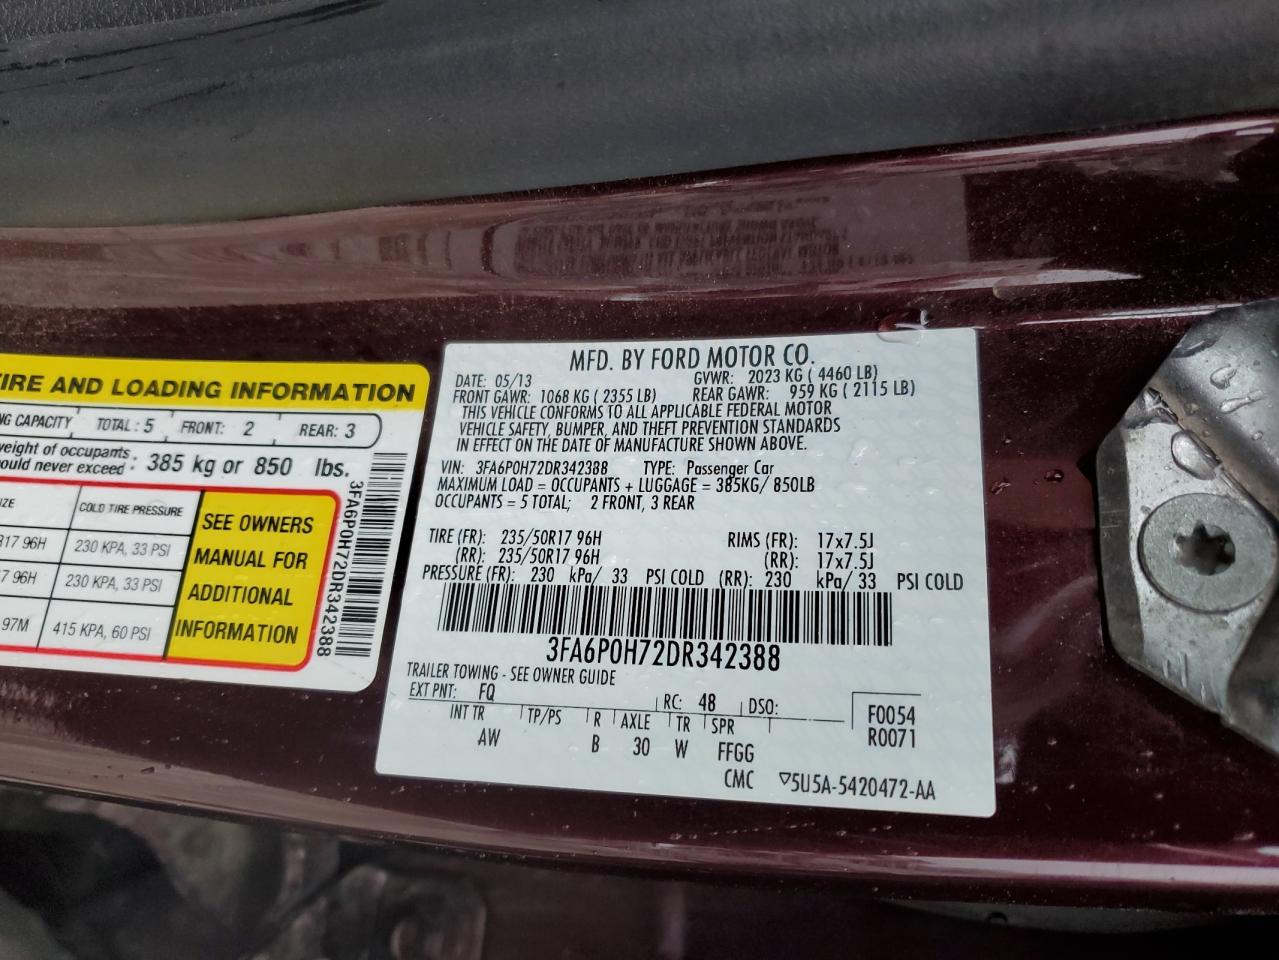 TIRE AND LOADING INFORMATION
CAPACITY TOTAL: 5 FRONT: 2 REAR: 3
weight of occupants
should never exceed: 385 kg or 850 lbs.
COLD TIRE PRESSURE
96H 230 KPA, 33 PSI
96H 230 KPA, 33 PSI
97M 415 KPA, 60 PSI
SEE OWNERS
MANUAL FOR
ADDITIONAL
INFORMATION
3FA6P0H72DR342388
MFD. BY FORD MOTOR CO.
DATE: 05/13 GVWR: 2023 KG ( 4460 LB)
FRONT GAWR: 1068 KG ( 2355 LB) REAR GAWR: 959 KG ( 2115 LB)
THIS VEHICLE CONFORMS TO ALL APPLICABLE FEDERAL MOTOR
VEHICLE SAFETY, BUMPER, AND THEFT PREVENTION STANDARDS
IN EFFECT ON THE DATE OF MANUFACTURE SHOWN ABOVE.
VIN: 3FA6P0H72DR342388 TYPE: Passenger Car
MAXIMUM LOAD = OCCUPANTS + LUGGAGE = 385KG/ 850LB
OCCUPANTS = 5 TOTAL; 2 FRONT, 3 REAR
TIRE (FR): 235/50R17 96H RIMS (FR): 17x7.5J
(RR): 235/50R17 96H (RR): 17x7.5J
PRESSURE (FR): 230 kPa/ 33 PSI COLD (RR): 230 kPa/ 33 PSI COLD
3FA6P0H72DR342388
TRAILER TOWING - SEE OWNER GUIDE
EXT PNT: FQ RC: 48 DSO:
INT TR TP/PS R AXLE TR SPR
AW B 30 W FFGG
CMC
F0054
R0071
▽5U5A-5420472-AA